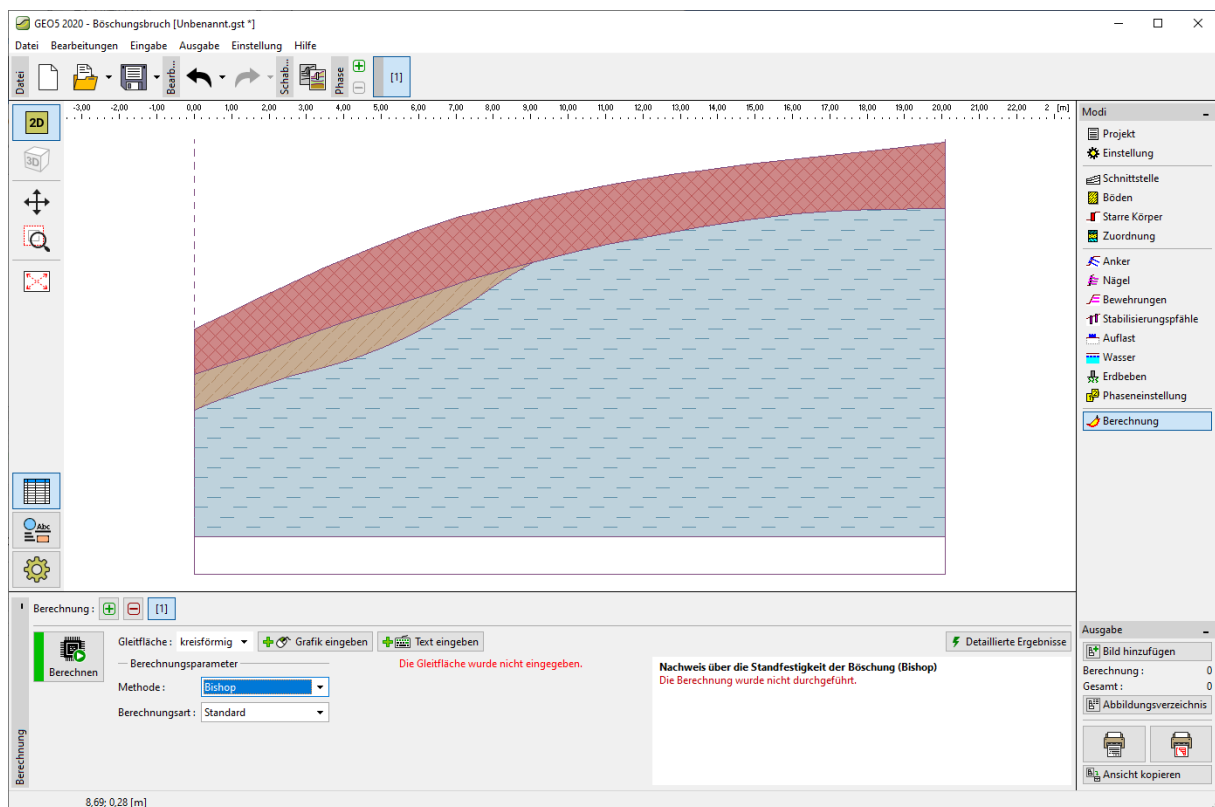 GEO5 2020 - Böschungsbruch [Unbenannt.gst *]
Datei Bearbeitungen Eingabe Ausgabe Einstellung Hilfe
Datei
Bearb...
Schab...
Phase
[1]
-3,00 -2,00 -1,00 0,00 1,00 2,00 3,00 4,00 5,00 6,00 7,00 8,00 9,00 10,00 11,00 12,00 13,00 14,00 15,00 16,00 17,00 18,00 19,00 20,00 21,00 22,00 2 [m]
2D
3D
Abc
Modi
Projekt
Einstellung
Schnittstelle
Böden
Starre Körper
Zuordnung
Anker
Nägel
Bewehrungen
Stabilisierungspfähle
Auflast
Wasser
Erdbeben
Phaseneinstellung
Berechnung
Berechnung : [1]
Berechnen
Gleitfläche : kreisförmig Grafik eingeben Text eingeben Detaillierte Ergebnisse
Berechnungsparameter
Methode : Bishop
Berechnungsart : Standard
Die Gleitfläche wurde nicht eingegeben.
Nachweis über die Standfestigkeit der Böschung (Bishop)
Die Berechnung wurde nicht durchgeführt.
Berechnung
Ausgabe
Bild hinzufügen
Berechnung : 0
Gesamt : 0
Abbildungsverzeichnis
Ansicht kopieren
8,69; 0,28 [m]